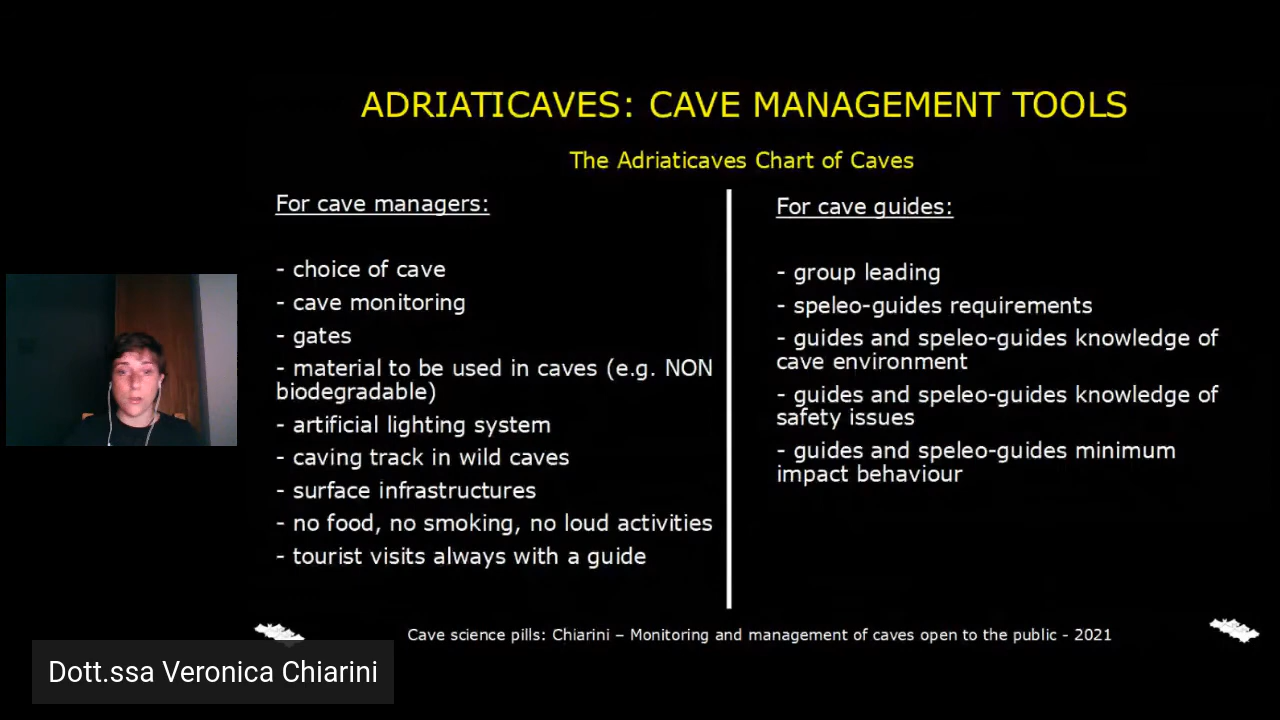 ADRIATICAVES: CAVE MANAGEMENT TOOLS
The Adriaticaves Chart of Caves
For cave managers:
- choice of cave
- cave monitoring
- gates
- material to be used in caves (e.g. NON
biodegradable)
- artificial lighting system
- caving track in wild caves
- surface infrastructures
- no food, no smoking, no loud activities
- tourist visits always with a guide
For cave guides:
- group leading
- speleo-guides requirements
- guides and speleo-guides knowledge of
cave environment
- guides and speleo-guides knowledge of
safety issues
- guides and speleo-guides minimum
impact behaviour
Cave science pills: Chiarini – Monitoring and management of caves open to the public - 2021
Dott.ssa Veronica Chiarini